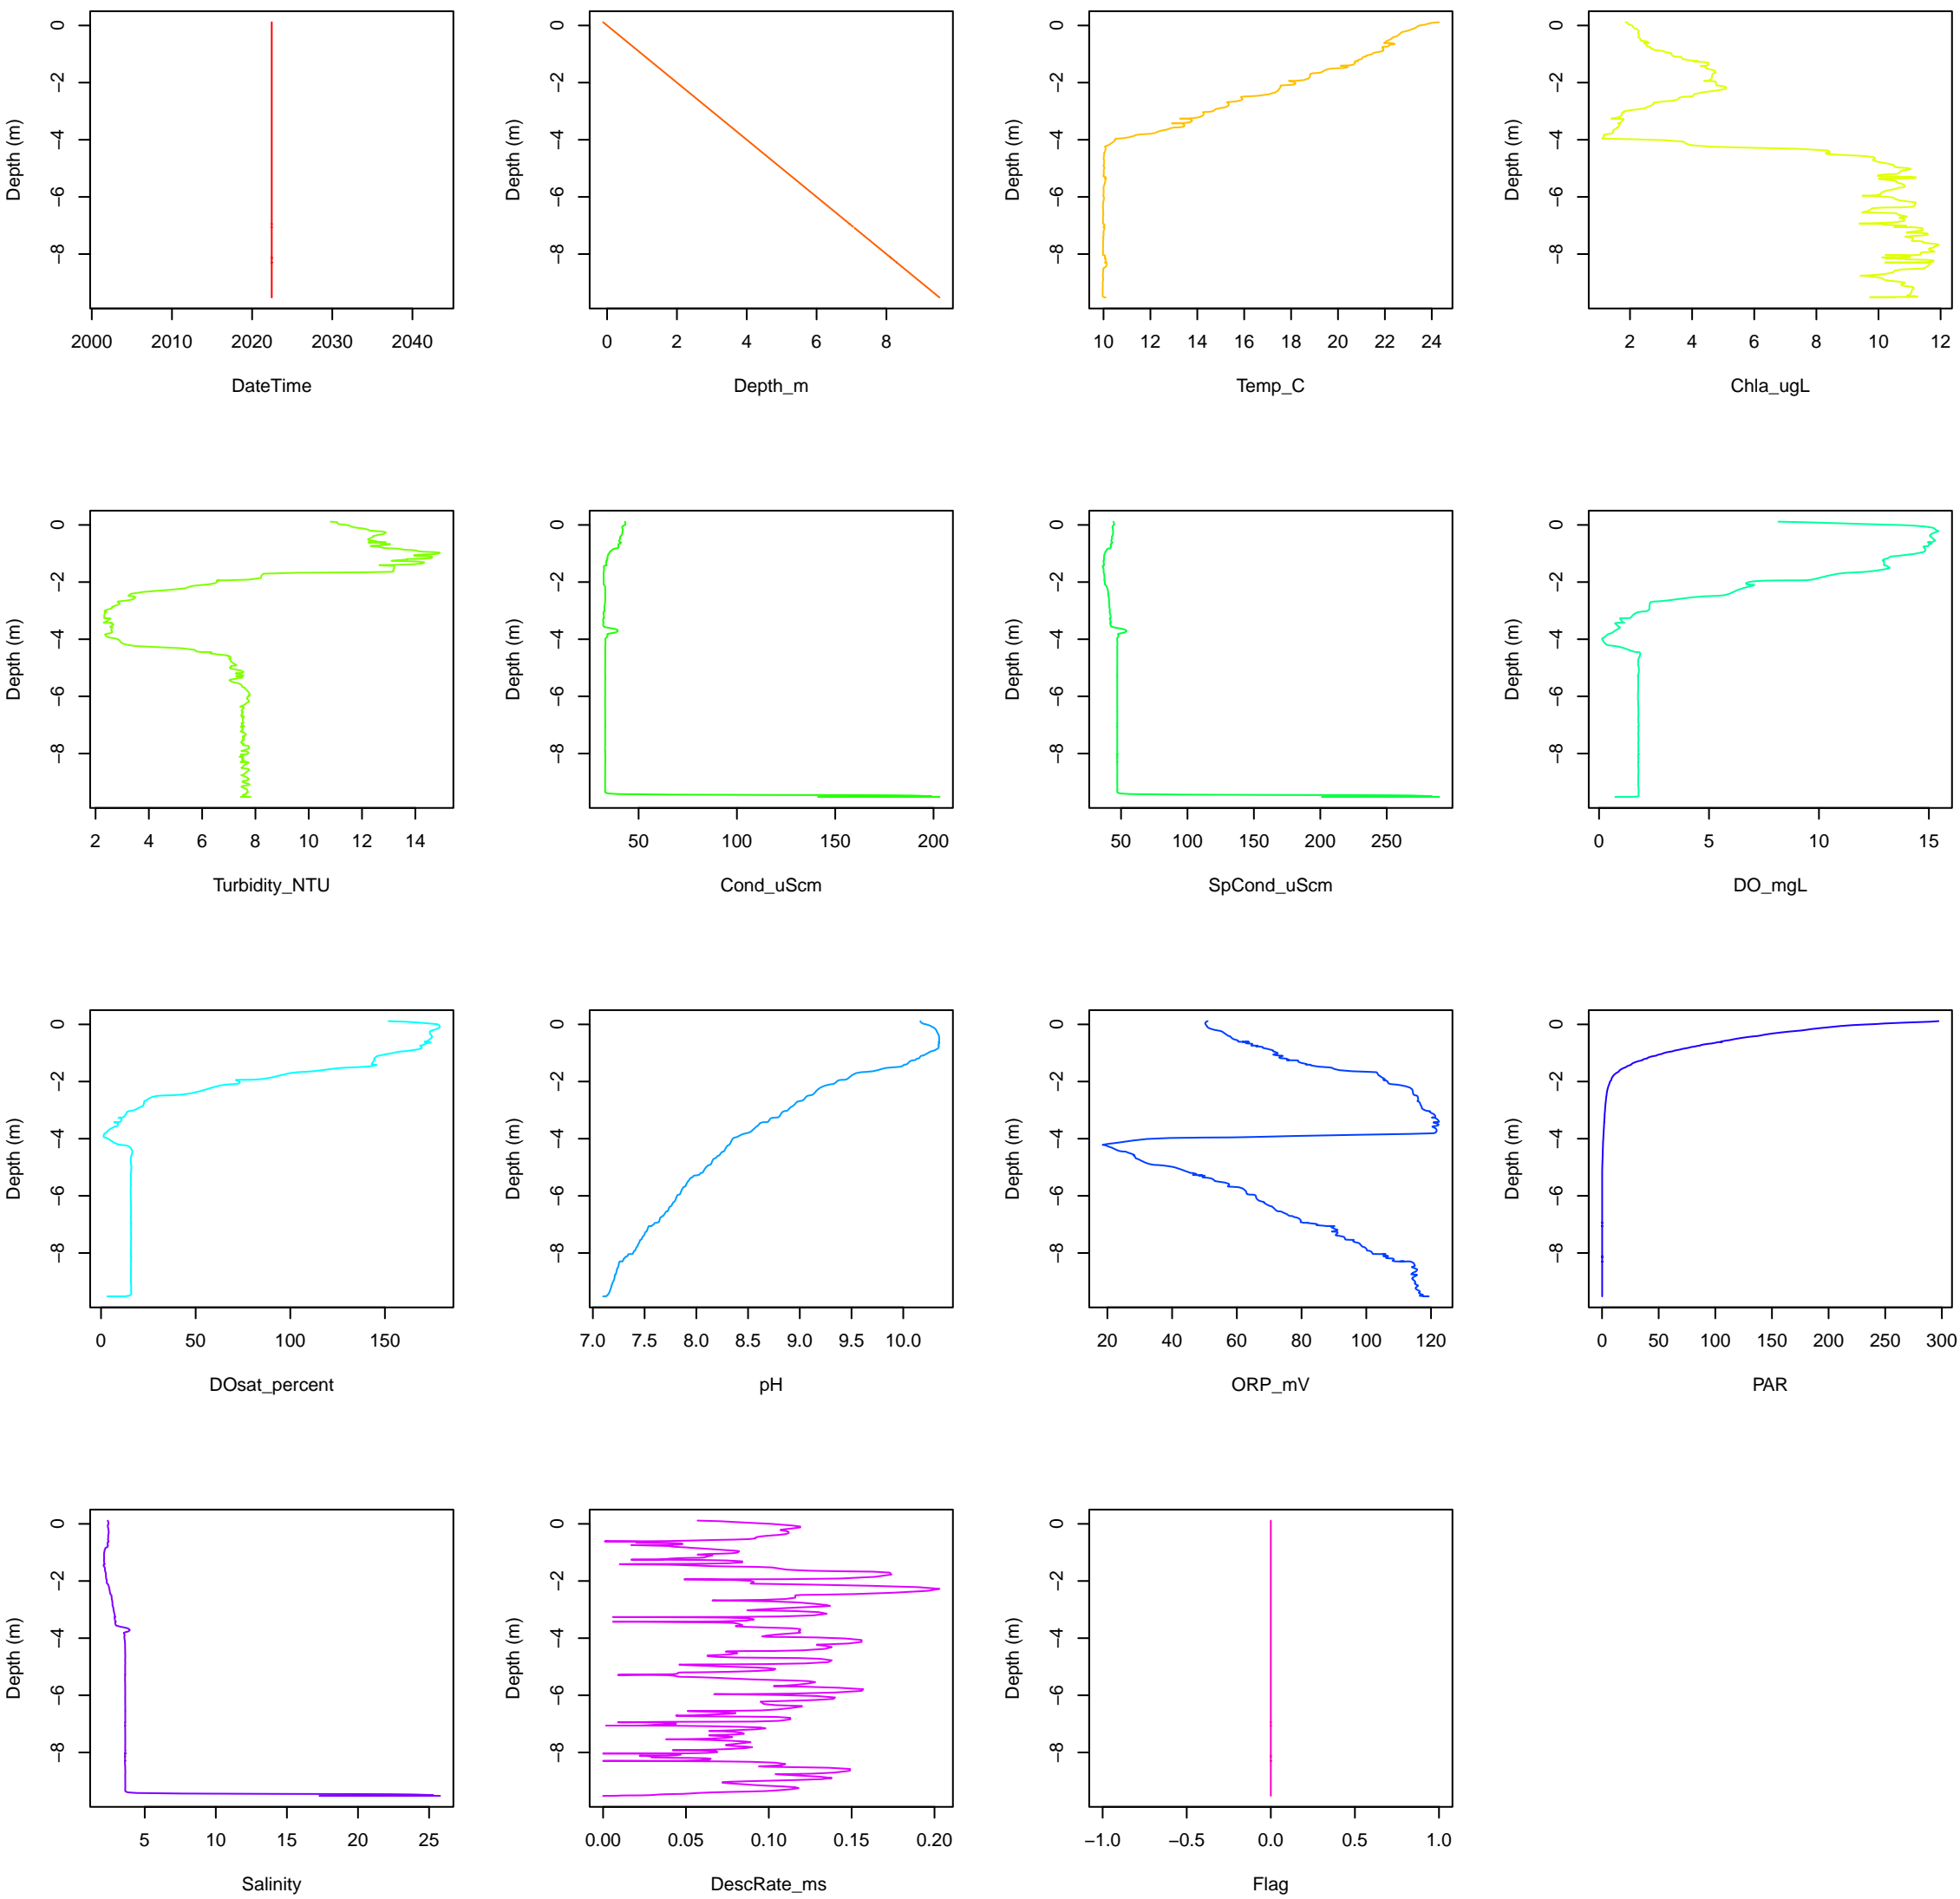 Depth (m)
0
−2
−4
−6
−8
2000 2010 2020 2030 2040
DateTime
Depth (m)
0
−2
−4
−6
−8
0 2 4 6 8
Depth_m
Depth (m)
0
−2
−4
−6
−8
10 12 14 16 18 20 22 24
Temp_C
Depth (m)
0
−2
−4
−6
−8
2 4 6 8 10 12
Chla_ugL
Depth (m)
0
−2
−4
−6
−8
2 4 6 8 10 12 14
Turbidity_NTU
Depth (m)
0
−2
−4
−6
−8
50 100 150 200
Cond_uScm
Depth (m)
0
−2
−4
−6
−8
50 100 150 200 250
SpCond_uScm
Depth (m)
0
−2
−4
−6
−8
0 5 10 15
DO_mgL
Depth (m)
0
−2
−4
−6
−8
0 50 100 150
DOsat_percent
Depth (m)
0
−2
−4
−6
−8
7.0 7.5 8.0 8.5 9.0 9.5 10.0
pH
Depth (m)
0
−2
−4
−6
−8
20 40 60 80 100 120
ORP_mV
Depth (m)
0
−2
−4
−6
−8
0 50 100 150 200 250 300
PAR
Depth (m)
0
−2
−4
−6
−8
5 10 15 20 25
Salinity
Depth (m)
0
−2
−4
−6
−8
0.00 0.05 0.10 0.15 0.20
DescRate_ms
Depth (m)
0
−2
−4
−6
−8
−1.0 −0.5 0.0 0.5 1.0
Flag